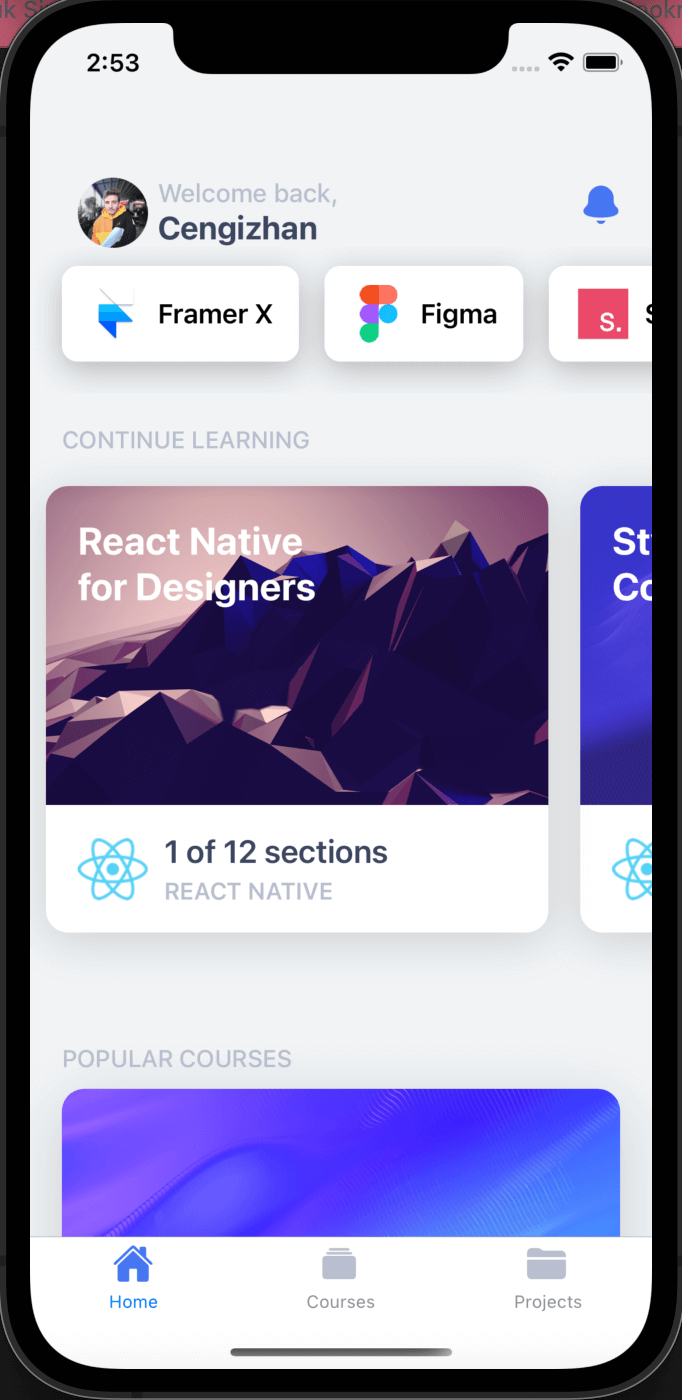 2:53
Welcome back,
Cengizhan
Framer X
Figma
s.
CONTINUE LEARNING
React Native
for Designers
1 of 12 sections
REACT NATIVE
POPULAR COURSES
Home
Courses
Projects